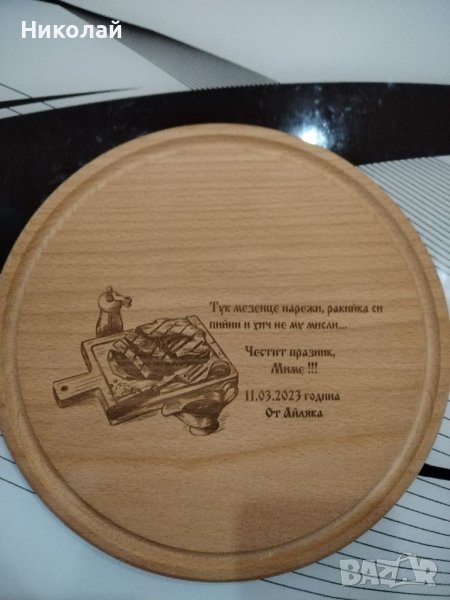 Николай
Тук мезенце нарежи, ракийка си
пийни и хич не му мисли...
Честит празник,
Миме !!!
11.03.2023 година
От Айляка
BAZAR